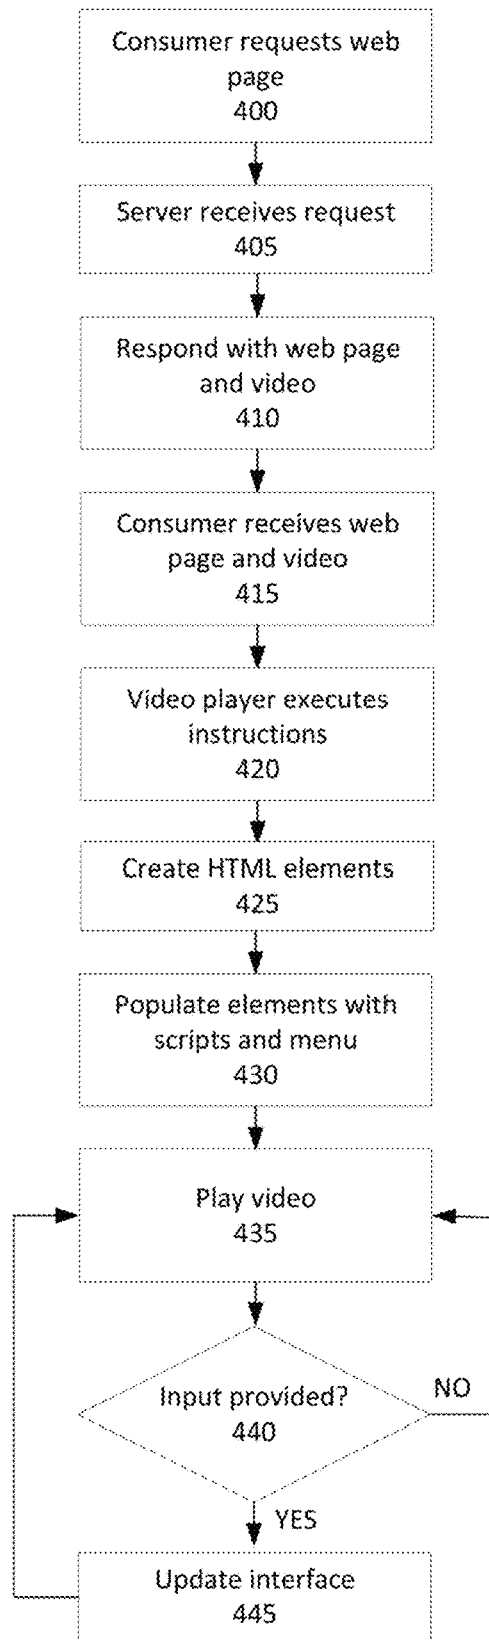 Consumer requests web
page
400
Server receives request
405
Respond with web page
and video
410
Consumer receives web
page and video
415
Video player executes
instructions
420
Create HTML elements
425
Populate elements with
scripts and menu
430
Play video
435
Input provided?
440
NO
YES
Update interface
445